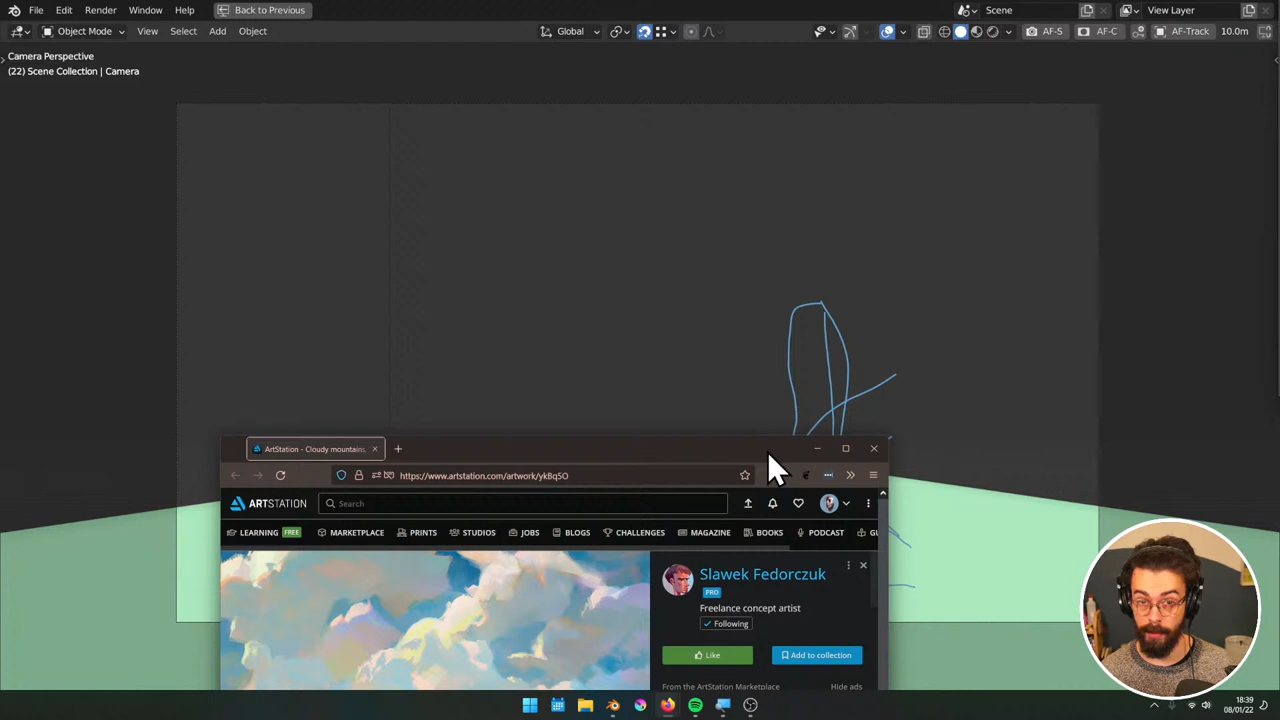 File Edit Render Window Help Back to Previous Scene View Layer
Object Mode View Select Add Object Global AF-S AF-C AF-Track 10.0m
Camera Perspective
(22) Scene Collection | Camera
ArtStation - Cloudy mountains,
https://www.artstation.com/artwork/ykBq5O
ARTSTATION Search
LEARNING FREE MARKETPLACE PRINTS STUDIOS JOBS BLOGS CHALLENGES MAGAZINE BOOKS PODCAST GU
Slawek Fedorczuk
PRO
Freelance concept artist
Following
Like Add to collection
From the ArtStation Marketplace Hide ads
18:39
08/01/22